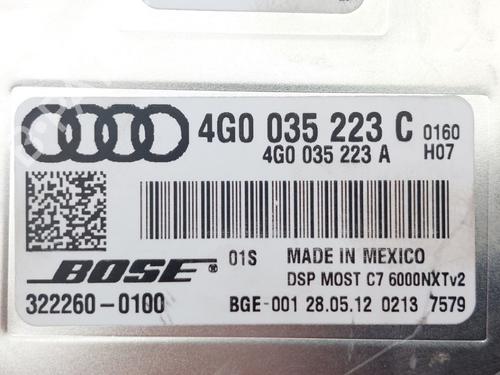 4G0 035 223 C 0160
4G0 035 223 A H07
BOSE® 01S MADE IN MEXICO
DSP MOST C7 6000NXTv2
322260-0100 BGE-001 28.05.12 0213 7579